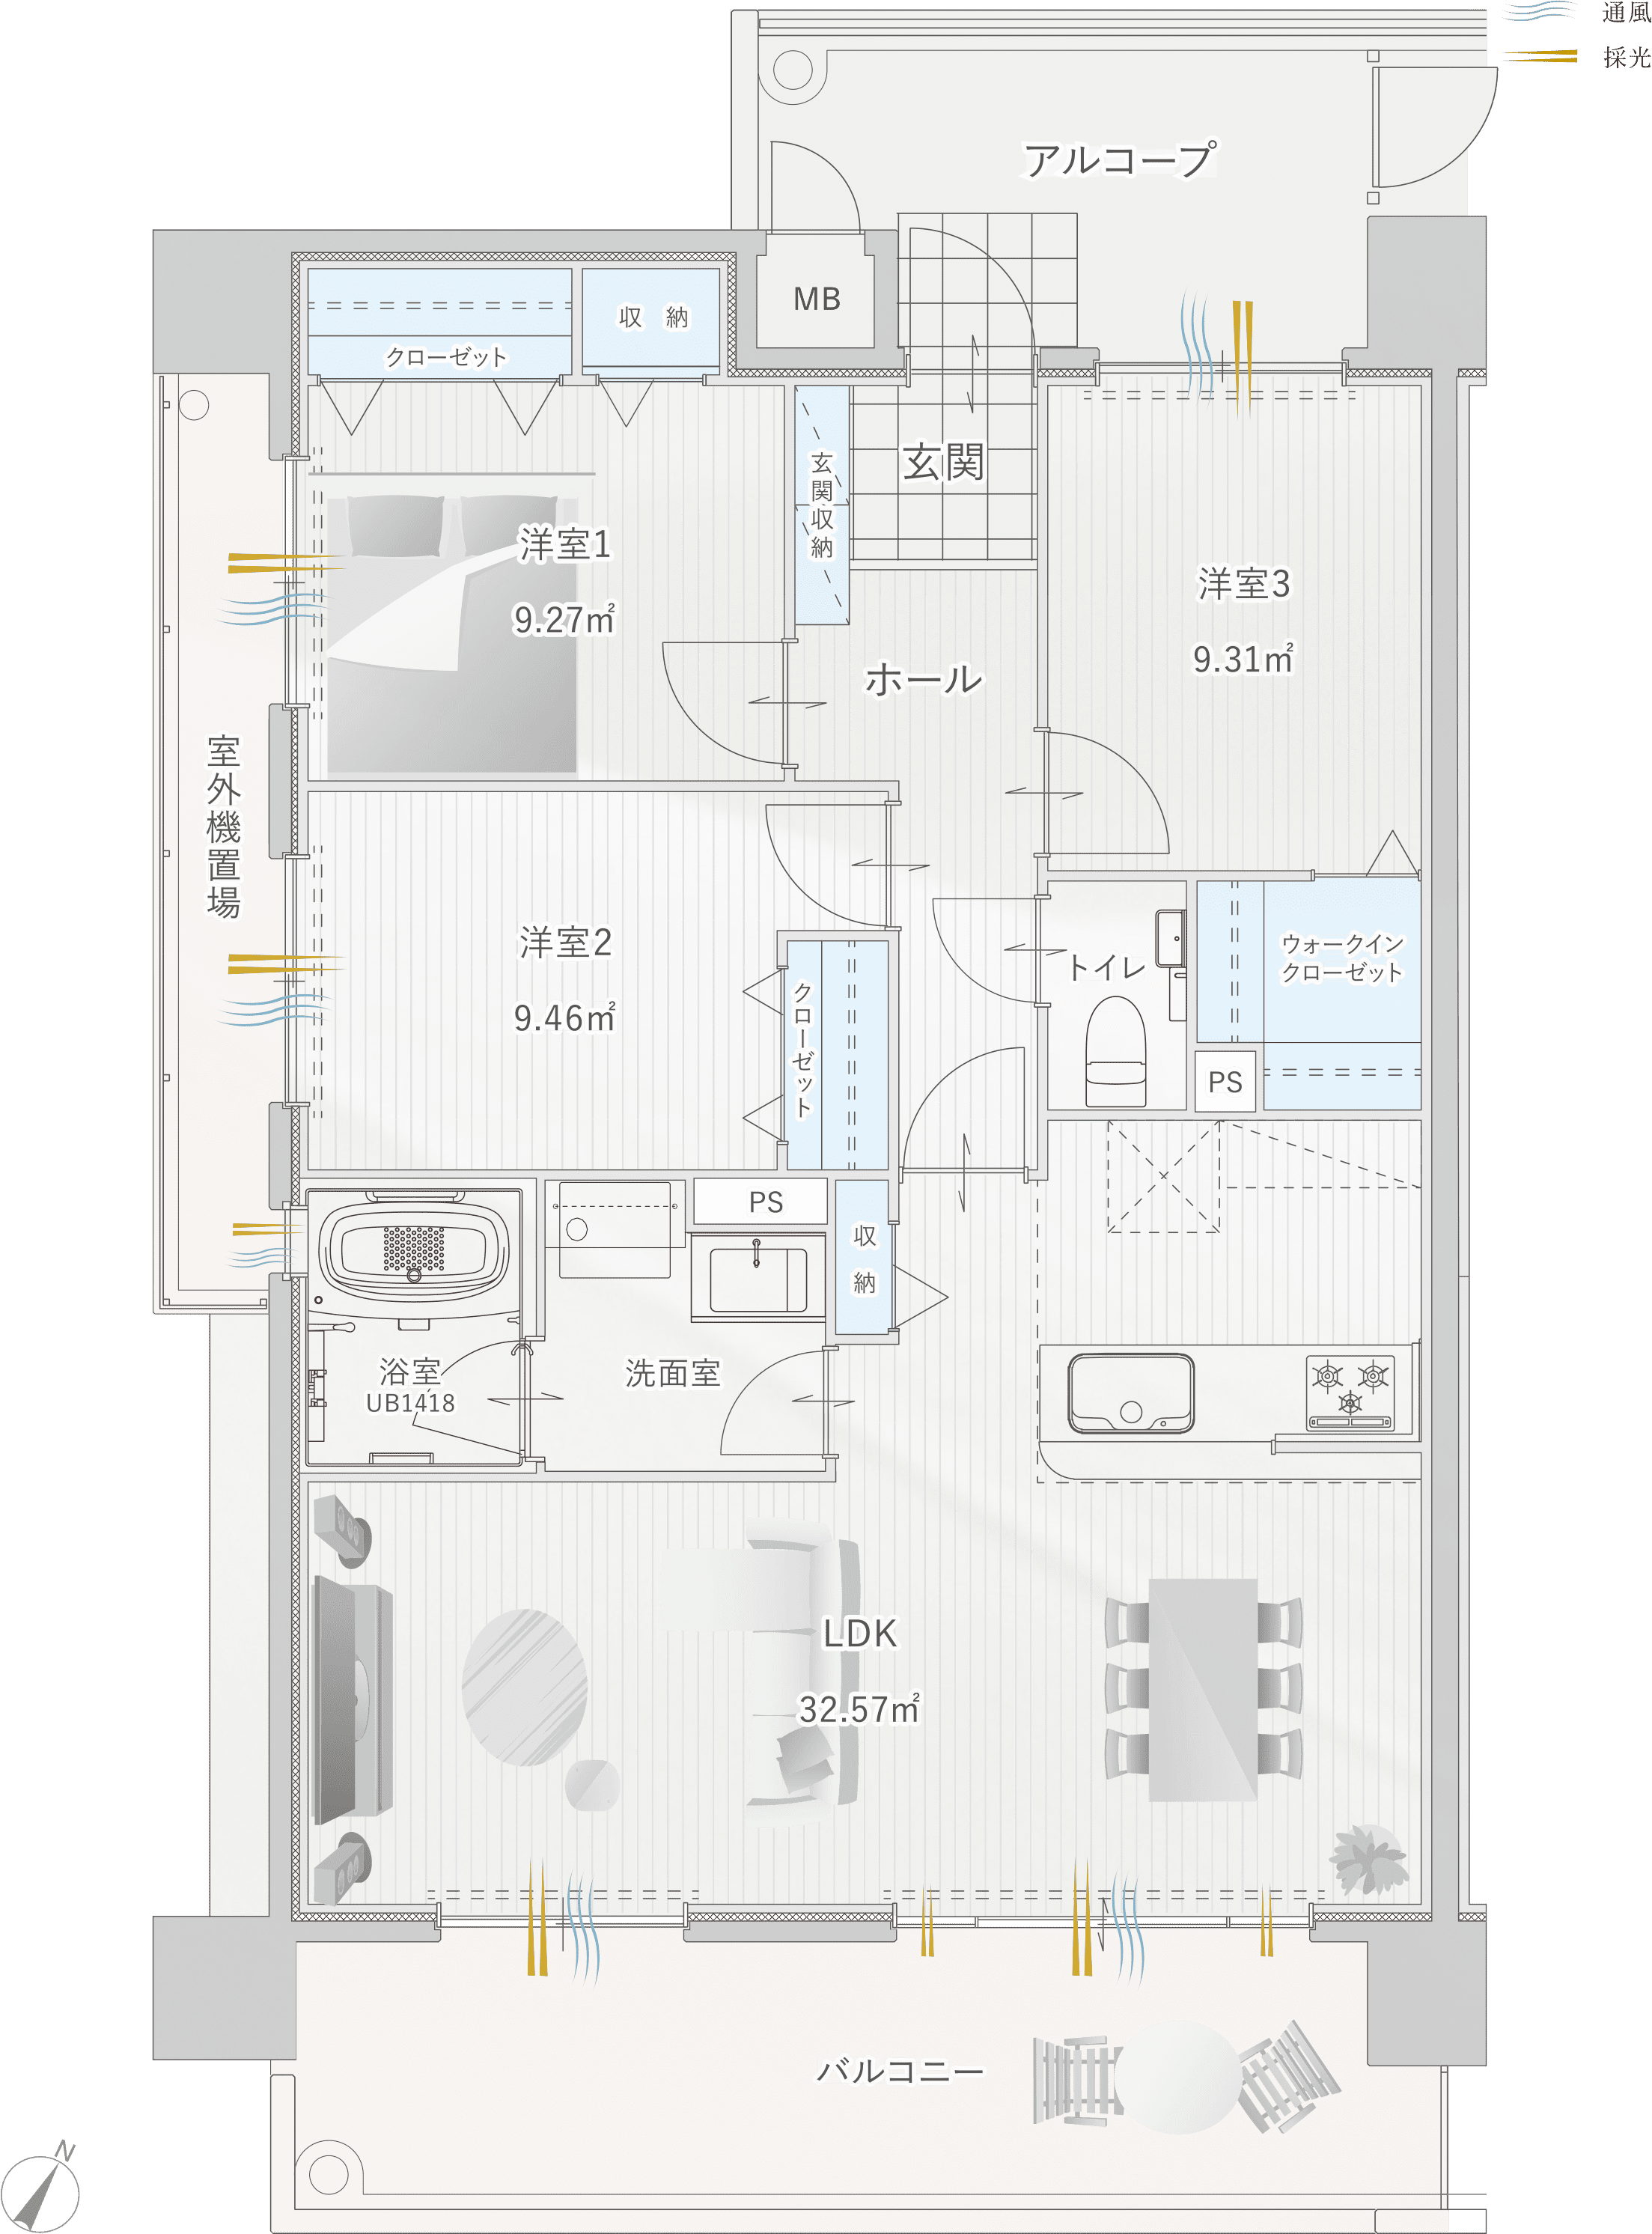 通風
採光
アルコープ
MB
収 納
クローゼット
玄関
玄関収納
洋室1
9.27㎡
洋室3
9.31㎡
ホール
室外機置場
洋室2
9.46㎡
クローゼット
トイレ
ウォークイン
クローゼット
PS
PS
収納
浴室
UB1418
洗面室
LDK
32.57㎡
バルコニー
N